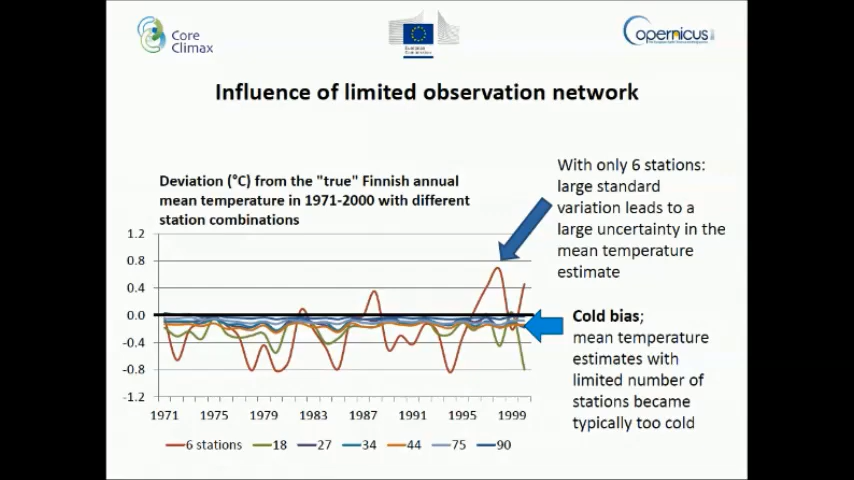 Core
Climax
European
Commission
Copernicus
Influence of limited observation network
With only 6 stations:
large standard
variation leads to a
large uncertainty in the
mean temperature
estimate
Deviation (°C) from the "true" Finnish annual
mean temperature in 1971-2000 with different
station combinations
1.2
0.8
0.4
0.0
-0.4
-0.8
-1.2
1971 1975 1979 1983 1987 1991 1995 1999
6 stations 18 27 34 44 75 90
Cold bias;
mean temperature
estimates with
limited number of
stations became
typically too cold